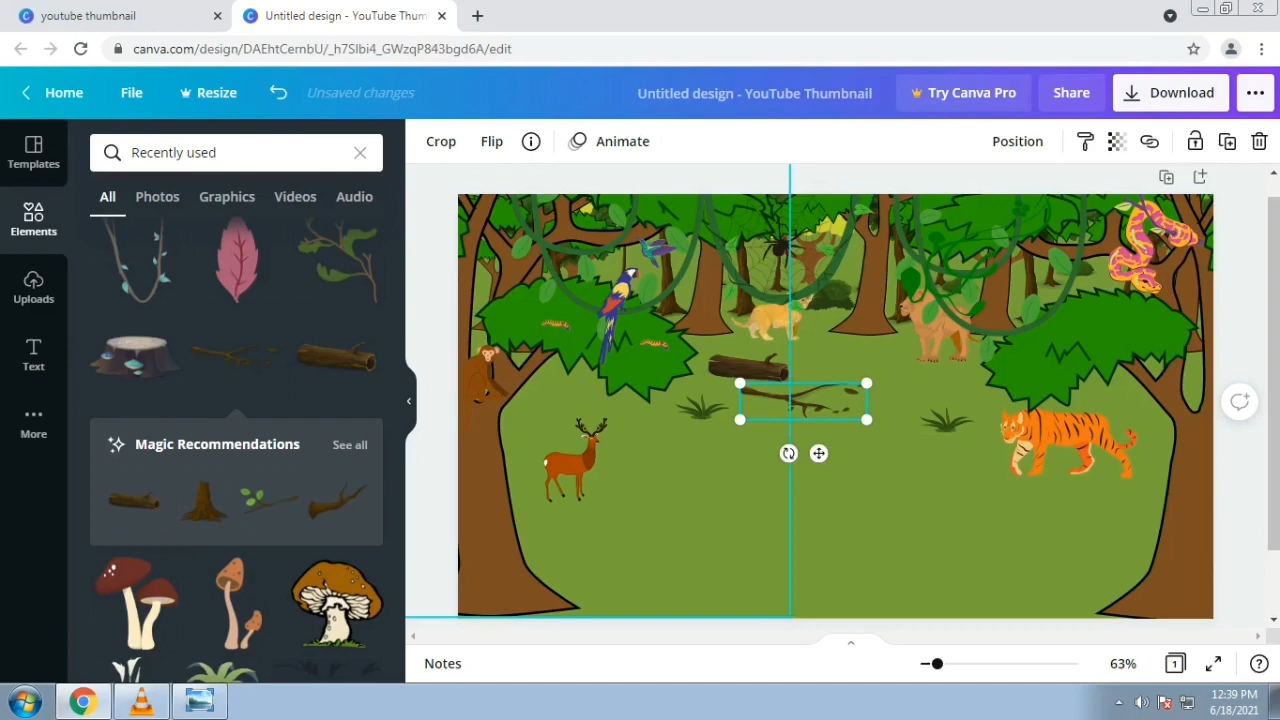 youtube thumbnail
Untitled design - YouTube Thum
canva.com/design/DAEhtCernbU/_h7Slbi4_GWzqP843bgd6A/edit
Home File Resize Unsaved changes Untitled design - YouTube Thumbnail Try Canva Pro Share Download
Crop Flip Animate Position
Templates
Elements
Uploads
Text
More
Recently used
All Photos Graphics Videos Audio
Magic Recommendations See all
Notes 63% 1
12:39 PM
6/18/2021